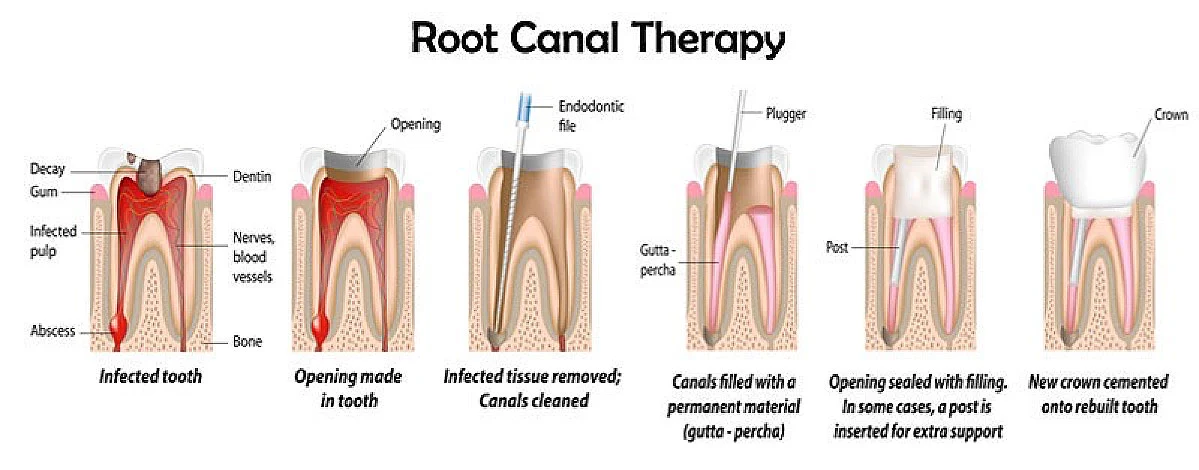 Root Canal Therapy
Decay
Gum
Infected
pulp
Abscess
Dentin
Nerves,
blood
vessels
Bone
Infected tooth
Opening
Opening made
in tooth
Endodontic
file
Infected tissue removed;
Canals cleaned
Plugger
Gutta -
percha
Canals filled with a
permanent material
(gutta - percha)
Filling
Post
Opening sealed with filling.
In some cases, a post is
inserted for extra support
Crown
New crown cemented
onto rebuilt tooth